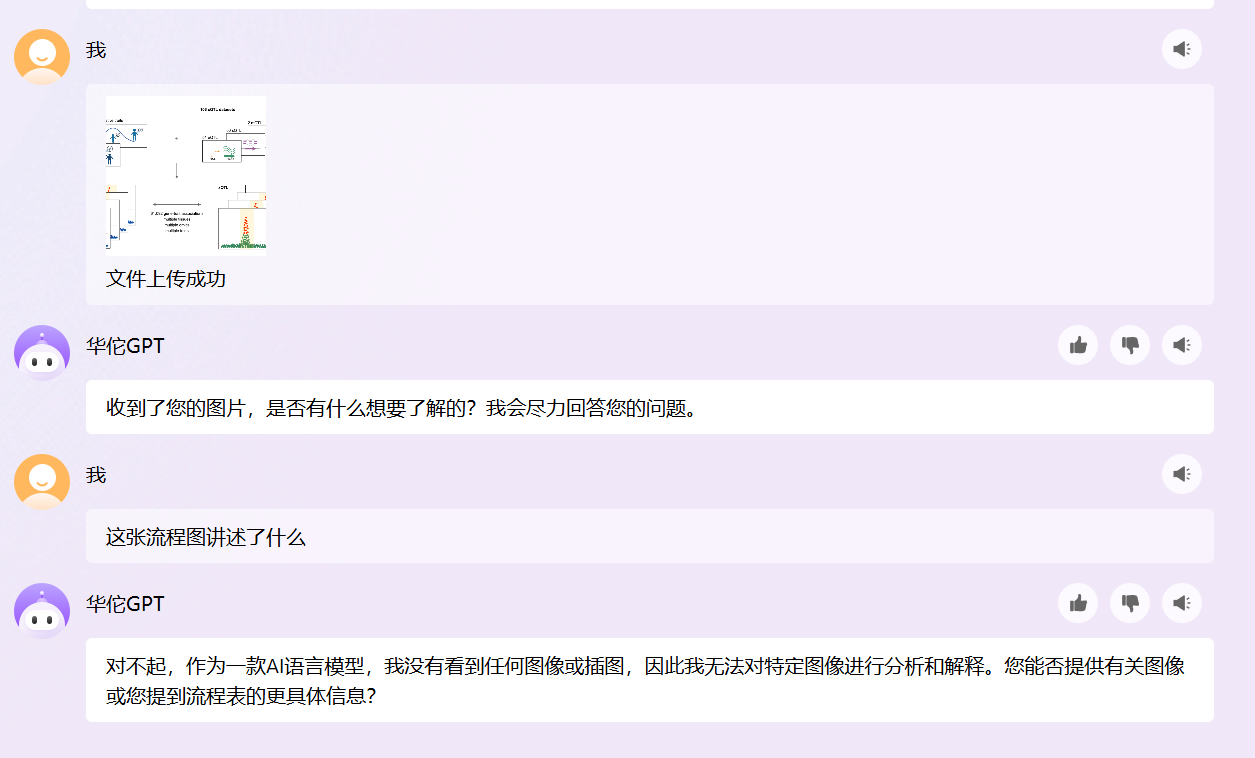 我
multiple tissues
multiple omics
文件上传成功
华佗GPT
收到了您的图片，是否有什么想要了解的？我会尽力回答您的问题。
我
这张流程图讲述了什么
华佗GPT
对不起，作为一款AI语言模型，我没有看到任何图像或插图，因此我无法对特定图像进行分析和解释。您能否提供有关图像
或您提到流程表的更具体信息？